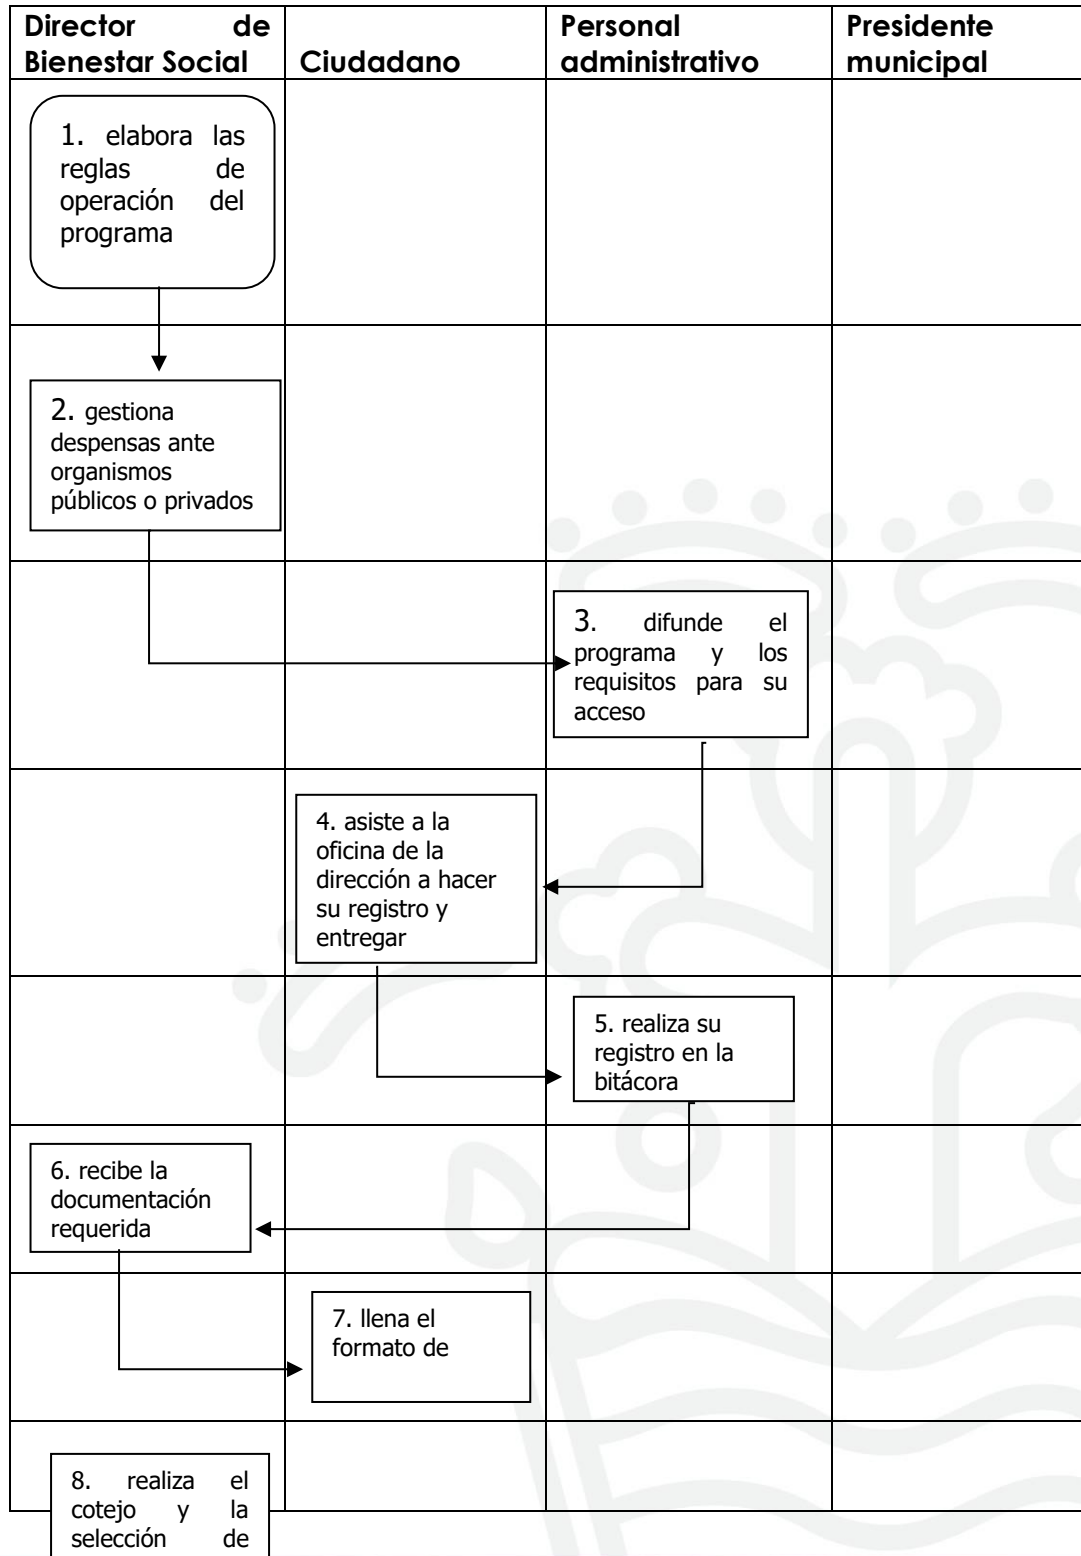 Director de
Bienestar Social
Ciudadano
Personal
administrativo
Presidente
municipal
1. elabora las
reglas de
operación del
programa
2. gestiona
despensas ante
organismos
públicos o privados
3. difunde el
programa y los
requisitos para su
acceso
4. asiste a la
oficina de la
dirección a hacer
su registro y
entregar
5. realiza su
registro en la
bitácora
6. recibe la
documentación
requerida
7. llena el
formato de
8. realiza el
cotejo y la
selección de